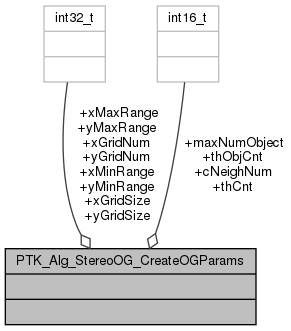 int32_t
int16_t
+xMaxRange
+yMaxRange
+xGridNum
+yGridNum
+xMinRange
+yMinRange
+xGridSize
+yGridSize
+maxNumObject
+thObjCnt
+cNeighNum
+thCnt
PTK_Alg_StereoOG_CreateOGParams